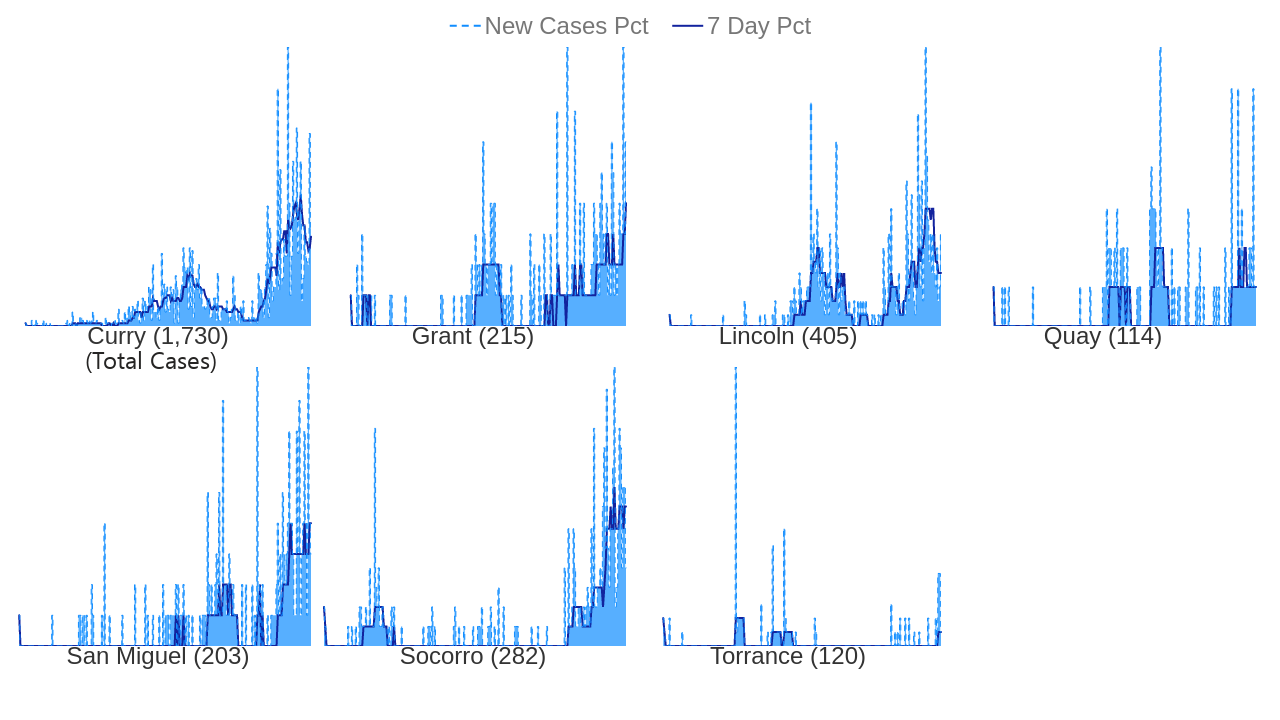 New Cases Pct 7 Day Pct
Curry (1,730) Grant (215) Lincoln (405) Quay (114)
(Total Cases)
San Miguel (203) Socorro (282) Torrance (120)